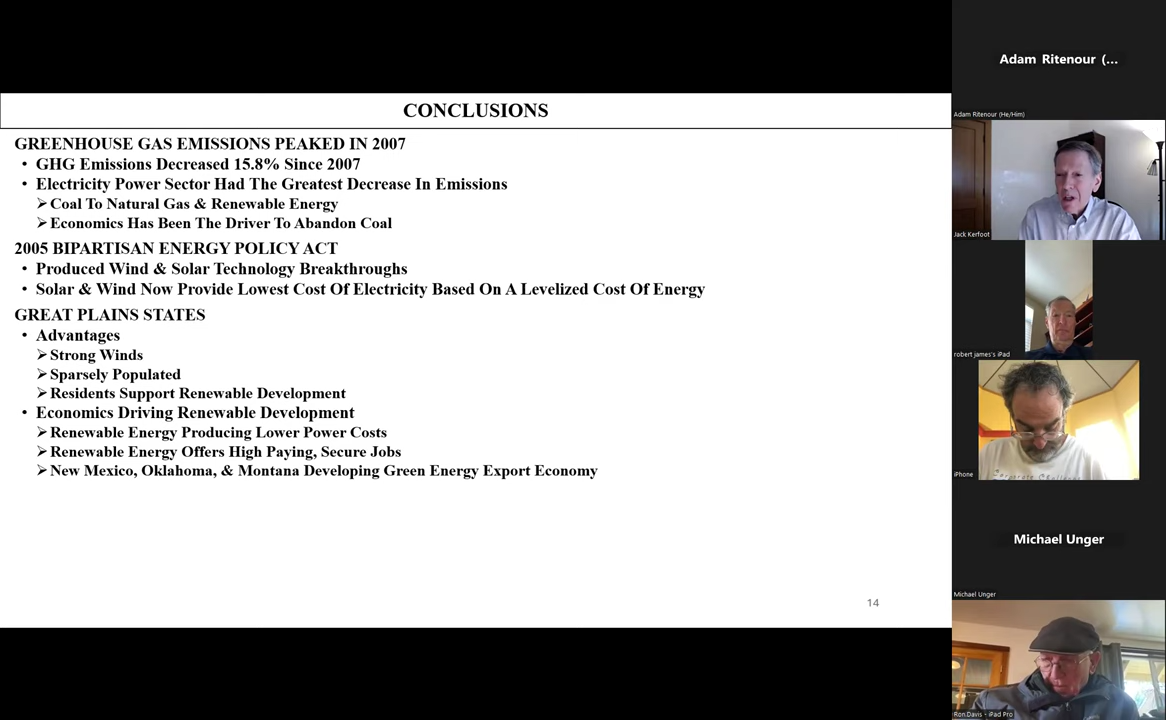 CONCLUSIONS
GREENHOUSE GAS EMISSIONS PEAKED IN 2007
• GHG Emissions Decreased 15.8% Since 2007
• Electricity Power Sector Had The Greatest Decrease In Emissions
➢Coal To Natural Gas & Renewable Energy
➢Economics Has Been The Driver To Abandon Coal
2005 BIPARTISAN ENERGY POLICY ACT
• Produced Wind & Solar Technology Breakthroughs
• Solar & Wind Now Provide Lowest Cost Of Electricity Based On A Levelized Cost Of Energy
GREAT PLAINS STATES
• Advantages
➢Strong Winds
➢Sparsely Populated
➢Residents Support Renewable Development
• Economics Driving Renewable Development
➢Renewable Energy Producing Lower Power Costs
➢Renewable Energy Offers High Paying, Secure Jobs
➢New Mexico, Oklahoma, & Montana Developing Green Energy Export Economy
14
Adam Ritenour (...
Adam Ritenour (He/Him)
Jack Kerfoot
robert james's iPad
iPhone
Michael Unger
Michael Unger
Ron Davis - iPad Pro